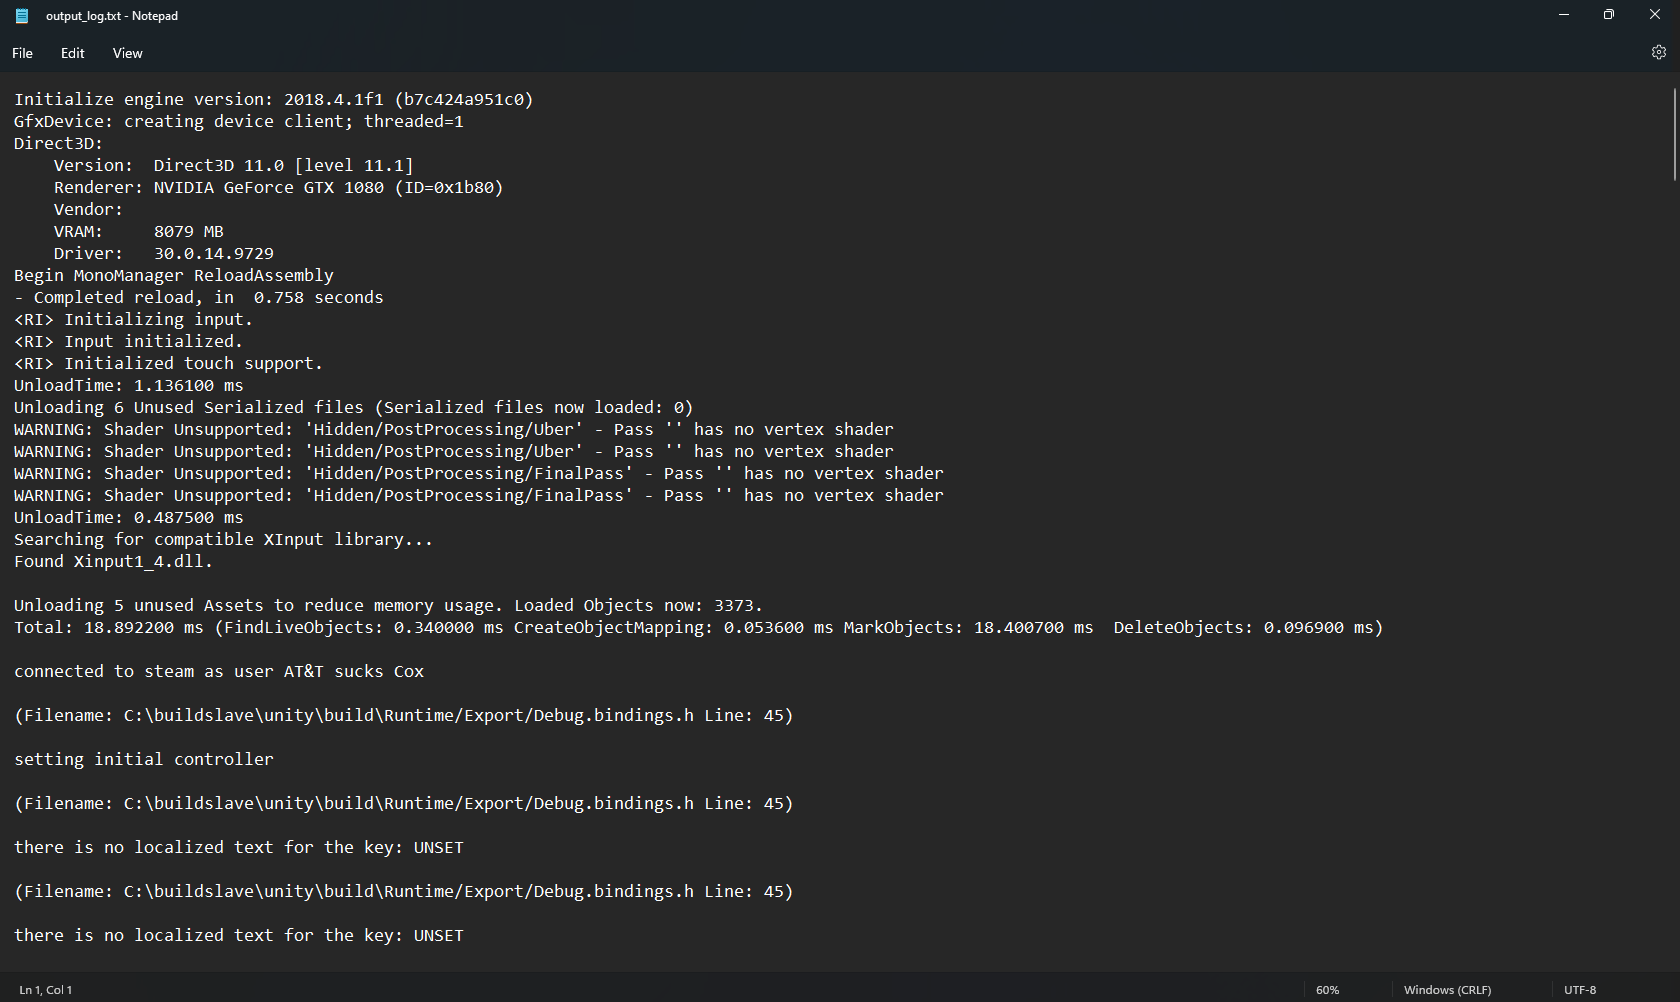 output_log.txt - Notepad
File Edit View
Initialize engine version: 2018.4.1f1 (b7c424a951c0)
GfxDevice: creating device client; threaded=1
Direct3D:
    Version:  Direct3D 11.0 [level 11.1]
    Renderer: NVIDIA GeForce GTX 1080 (ID=0x1b80)
    Vendor:
    VRAM:     8079 MB
    Driver:   30.0.14.9729
Begin MonoManager ReloadAssembly
- Completed reload, in  0.758 seconds
<RI> Initializing input.
<RI> Input initialized.
<RI> Initialized touch support.
UnloadTime: 1.136100 ms
Unloading 6 Unused Serialized files (Serialized files now loaded: 0)
WARNING: Shader Unsupported: 'Hidden/PostProcessing/Uber' - Pass '' has no vertex shader
WARNING: Shader Unsupported: 'Hidden/PostProcessing/Uber' - Pass '' has no vertex shader
WARNING: Shader Unsupported: 'Hidden/PostProcessing/FinalPass' - Pass '' has no vertex shader
WARNING: Shader Unsupported: 'Hidden/PostProcessing/FinalPass' - Pass '' has no vertex shader
UnloadTime: 0.487500 ms
Searching for compatible XInput library...
Found Xinput1_4.dll.

Unloading 5 unused Assets to reduce memory usage. Loaded Objects now: 3373.
Total: 18.892200 ms (FindLiveObjects: 0.340000 ms CreateObjectMapping: 0.053600 ms MarkObjects: 18.400700 ms  DeleteObjects: 0.096900 ms)

connected to steam as user AT&T sucks Cox

(Filename: C:\buildslave\unity\build\Runtime/Export/Debug.bindings.h Line: 45)

setting initial controller

(Filename: C:\buildslave\unity\build\Runtime/Export/Debug.bindings.h Line: 45)

there is no localized text for the key: UNSET

(Filename: C:\buildslave\unity\build\Runtime/Export/Debug.bindings.h Line: 45)

there is no localized text for the key: UNSET
Ln 1, Col 1 60% Windows (CRLF) UTF-8